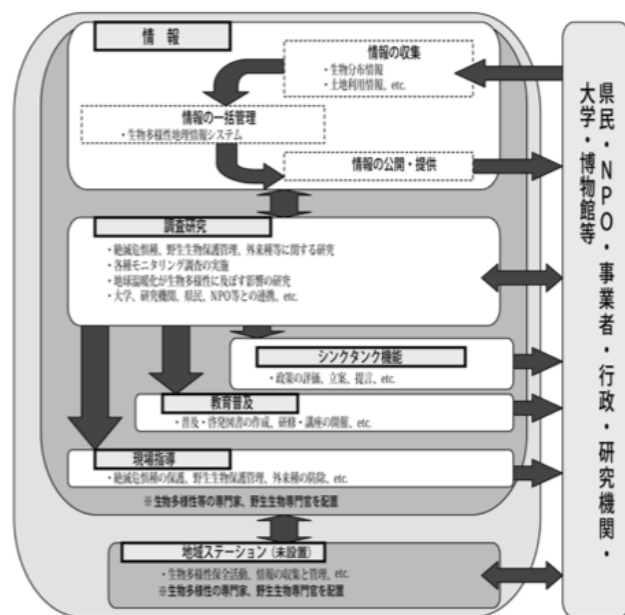 情 報
情報の収集
・生物分布情報
・土地利用情報、etc.
情報の一括管理
・生物多様性地理情報システム
情報の公開・提供
調査研究
・絶滅危惧種、野生生物保護管理、外来種等に関する研究
・各種モニタリング調査の実施
・地球温暖化が生物多様性に及ぼす影響の研究
・大学、研究機関、県民、NPO等との連携、etc.
シンクタンク機能
・政策の評価、立案、提言、etc.
教育普及
・普及・啓発図書の作成、研修・講座の開催、etc.
現場指導
・絶滅危惧種の保護、野生生物保護管理、外来種の防除、etc.
※生物多様性等の専門家、野生生物専門官を配置
地域ステーション（未設置）
・生物多様性保全活動、情報の収集と管理、etc.
※生物多様性の専門家、野生生物専門官を配置
県民・NPO・事業者・行政・研究機関・
大学・博物館等